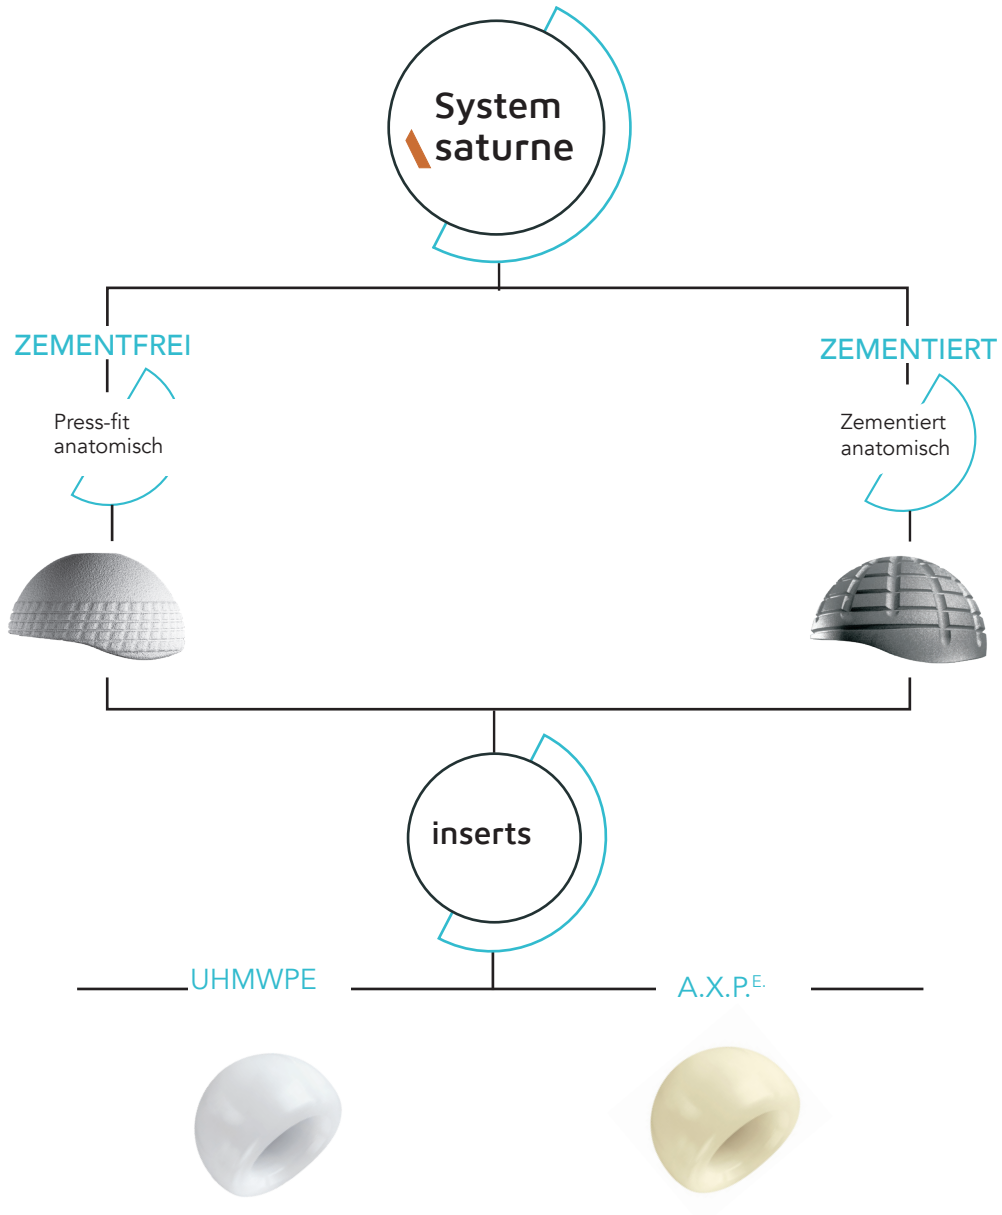 System
saturne
ZEMENTFREI
ZEMENTIERT
Press-fit
anatomisch
Zementiert
anatomisch
inserts
UHMWPE
A.X.P.E.